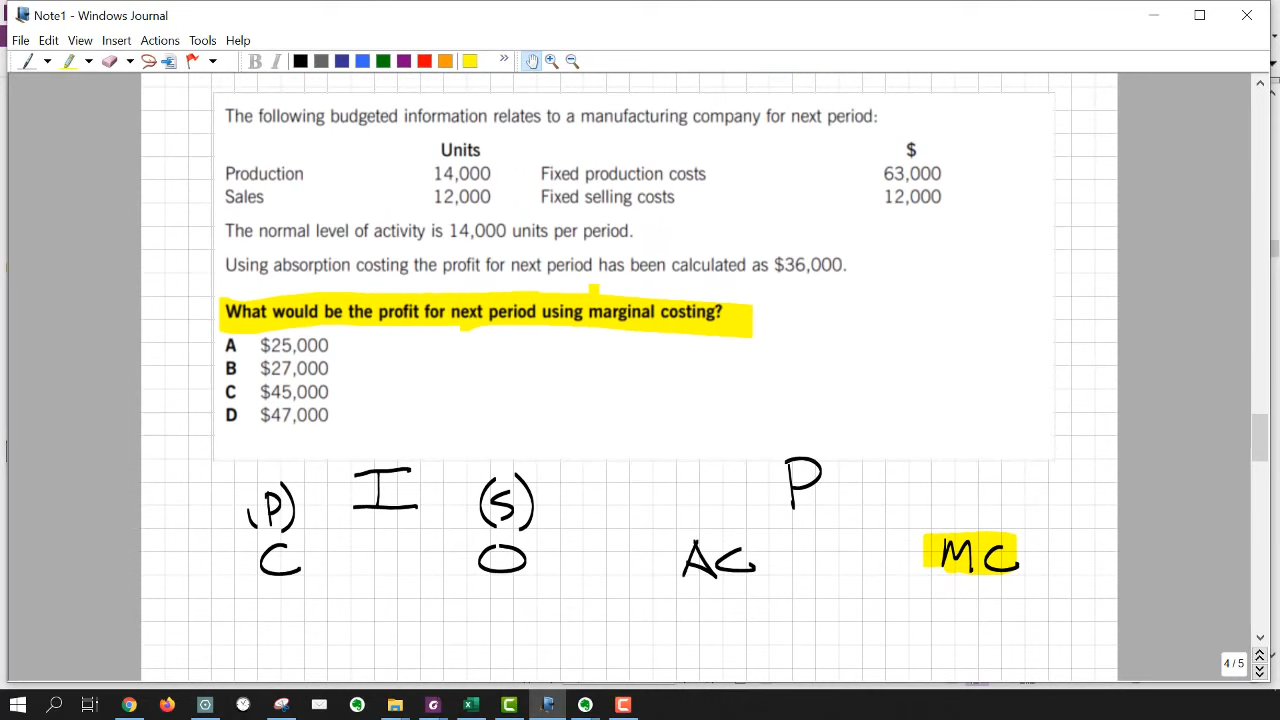 Note1 - Windows Journal
File Edit View Insert Actions Tools Help
B I »
The following budgeted information relates to a manufacturing company for next period:
Units $
Production 14,000 Fixed production costs 63,000
Sales 12,000 Fixed selling costs 12,000
The normal level of activity is 14,000 units per period.
Using absorption costing the profit for next period has been calculated as $36,000.
What would be the profit for next period using marginal costing?
A $25,000
B $27,000
C $45,000
D $47,000
I P
(P) (S)
C O AC MC
4/5